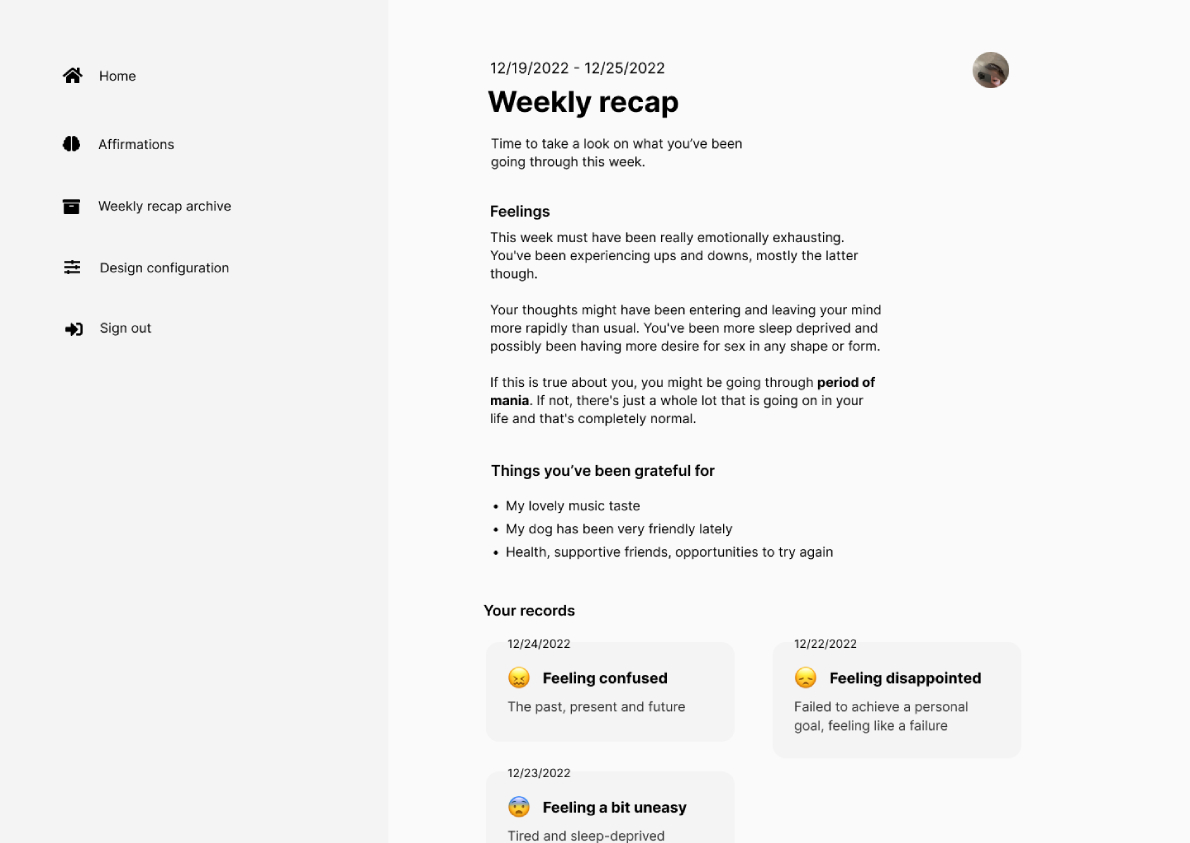 Home
Affirmations
Weekly recap archive
Design configuration
Sign out
12/19/2022 - 12/25/2022
Weekly recap
Time to take a look on what you’ve been
going through this week.
Feelings
This week must have been really emotionally exhausting.
You've been experiencing ups and downs, mostly the latter
though.
Your thoughts might have been entering and leaving your mind
more rapidly than usual. You've been more sleep deprived and
possibly been having more desire for sex in any shape or form.
If this is true about you, you might be going through period of
mania. If not, there's just a whole lot that is going on in your
life and that's completely normal.
Things you’ve been grateful for
• My lovely music taste
• My dog has been very friendly lately
• Health, supportive friends, opportunities to try again
Your records
12/24/2022
Feeling confused
The past, present and future
12/22/2022
Feeling disappointed
Failed to achieve a personal
goal, feeling like a failure
12/23/2022
Feeling a bit uneasy
Tired and sleep-deprived